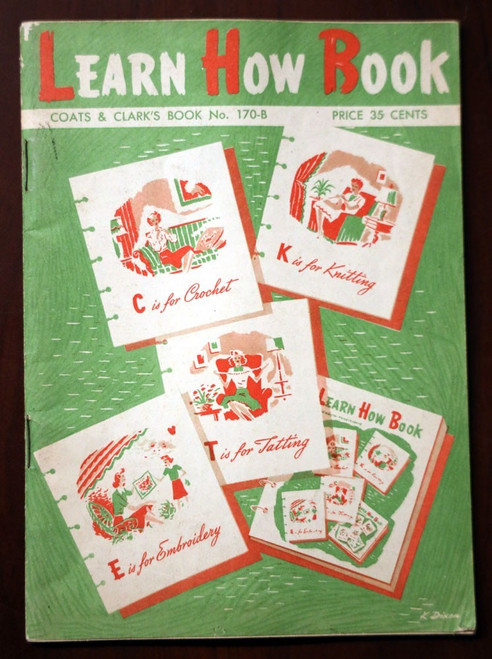 LEARN HOW BOOK
COATS & CLARK'S BOOK No. 170-B PRICE 35 CENTS
C is for Crochet
K is for Knitting
T is for Tatting
E is for Embroidery
LEARN HOW BOOK
K. Dixon